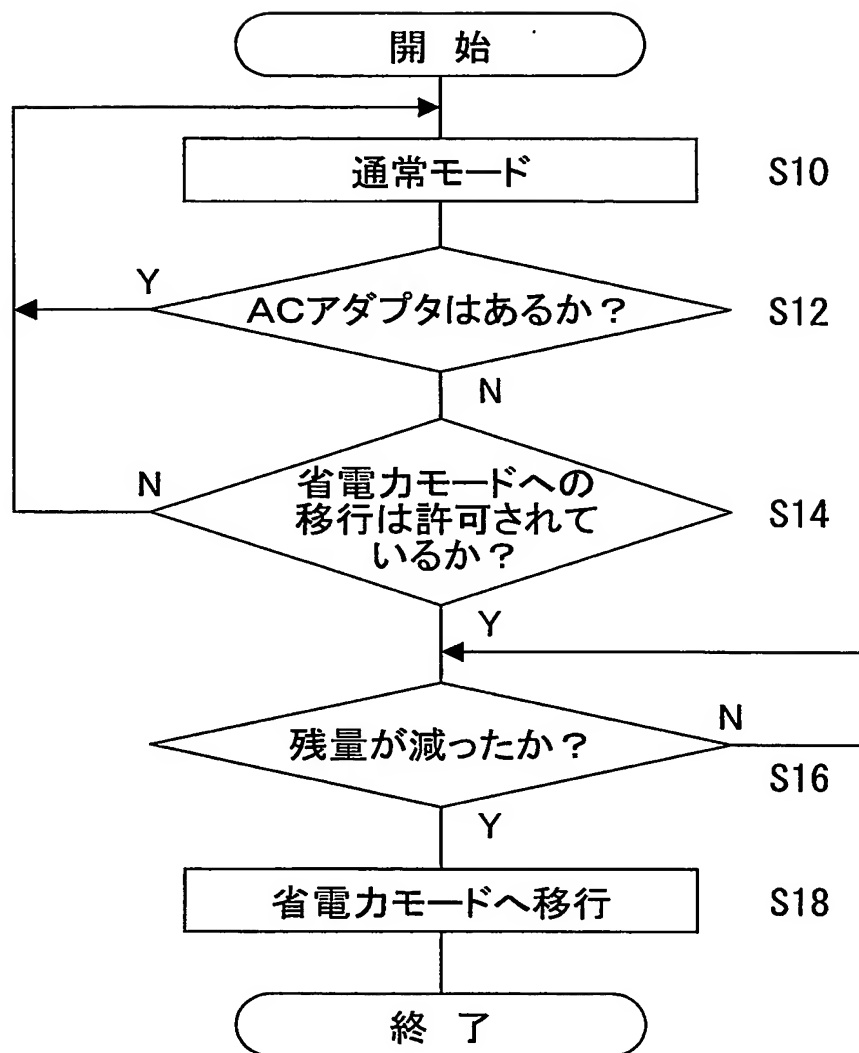 開 始
通常モード
S10
Y
ACアダプタはあるか？
S12
N
N
省電力モードへの
移行は許可されて
いるか？
S14
Y
残量が減ったか？
N
S16
Y
省電力モードへ移行
S18
終 了